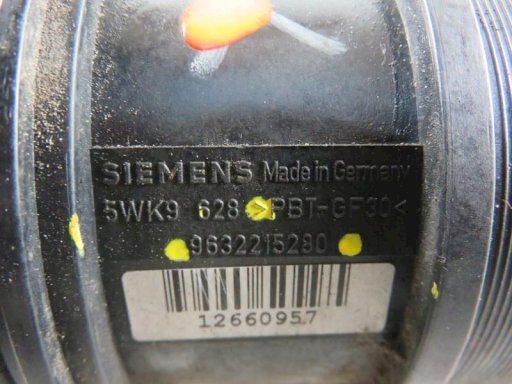 SIEMENS Made in Germany
5WK9 628 >PBT-GF30<
9632215280
12660957